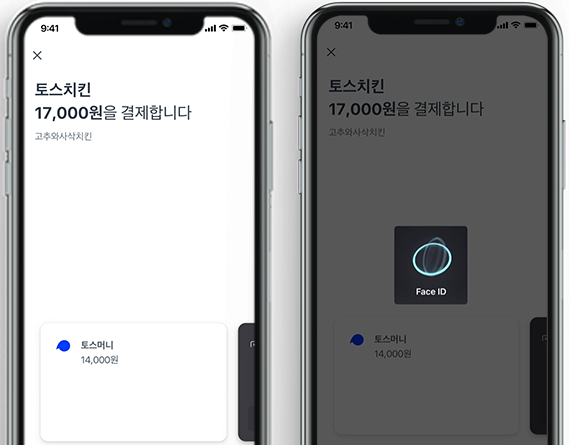 9:41
토스치킨
17,000원을 결제합니다
고추와사삭치킨
토스머니
14,000원
9:41
토스치킨
17,000원을 결제합니다
고추와사삭치킨
Face ID
토스머니
14,000원